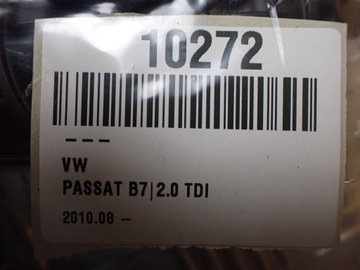 10272
---
VW
PASSAT B7|2.0 TDI
2010.08 -